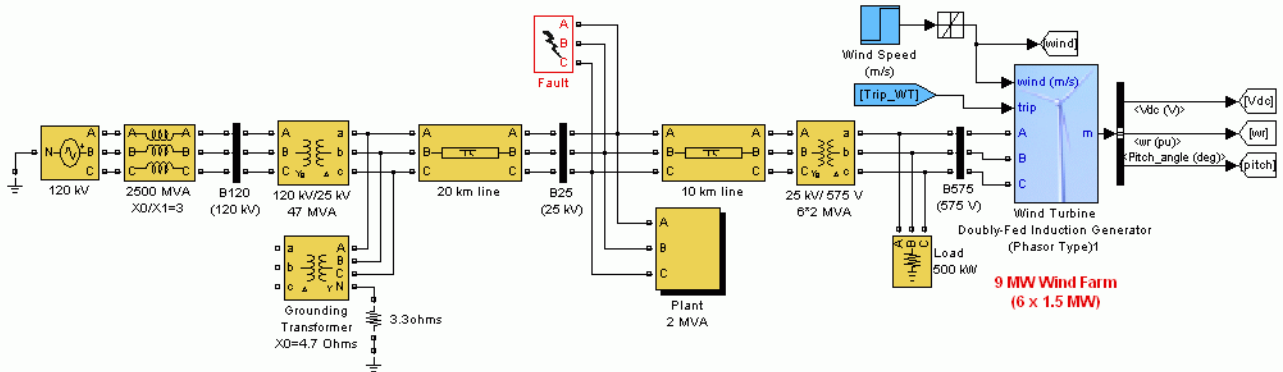 A
B
C
Fault
Wind Speed
(m/s)
[wind]
[Trip_WT]
wind (m/s)
trip
A
B
C
m
<Vdc (V)>
<wr (pu)>
<Pitch_angle (deg)>
[Vdc]
[wr]
[pitch]
N
A
B
C
120 kV
A A
B B
C C
2500 MVA
X0/X1=3
B120
(120 kV)
A a
B b
C c
Yg
120 kV/25 kV
47 MVA
A A
B B
C C
20 km line
B25
(25 kV)
A A
B B
C C
10 km line
A a
B b
C c
Yg
25 kV/ 575 V
6*2 MVA
B575
(575 V)
Wind Turbine
Doubly-Fed Induction Generator
(Phasor Type)1
A
B
C
Plant
2 MVA
A B C
Load
500 kW
9 MW Wind Farm
(6 x 1.5 MW)
a A
b B
c C
Y N
Grounding
Transformer
X0=4.7 Ohms
3.3ohms